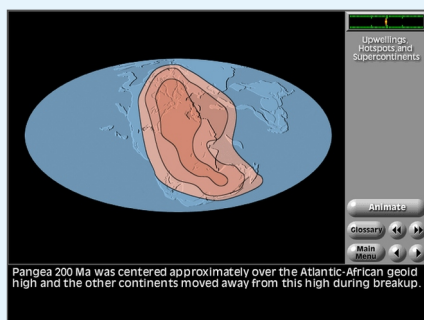 Upwellings,
Hotspots,and
Supercontinents
Animate
Glossary
Main
Menu
Pangea 200 Ma was centered approximately over the Atlantic-African geoid
high and the other continents moved away from this high during breakup.